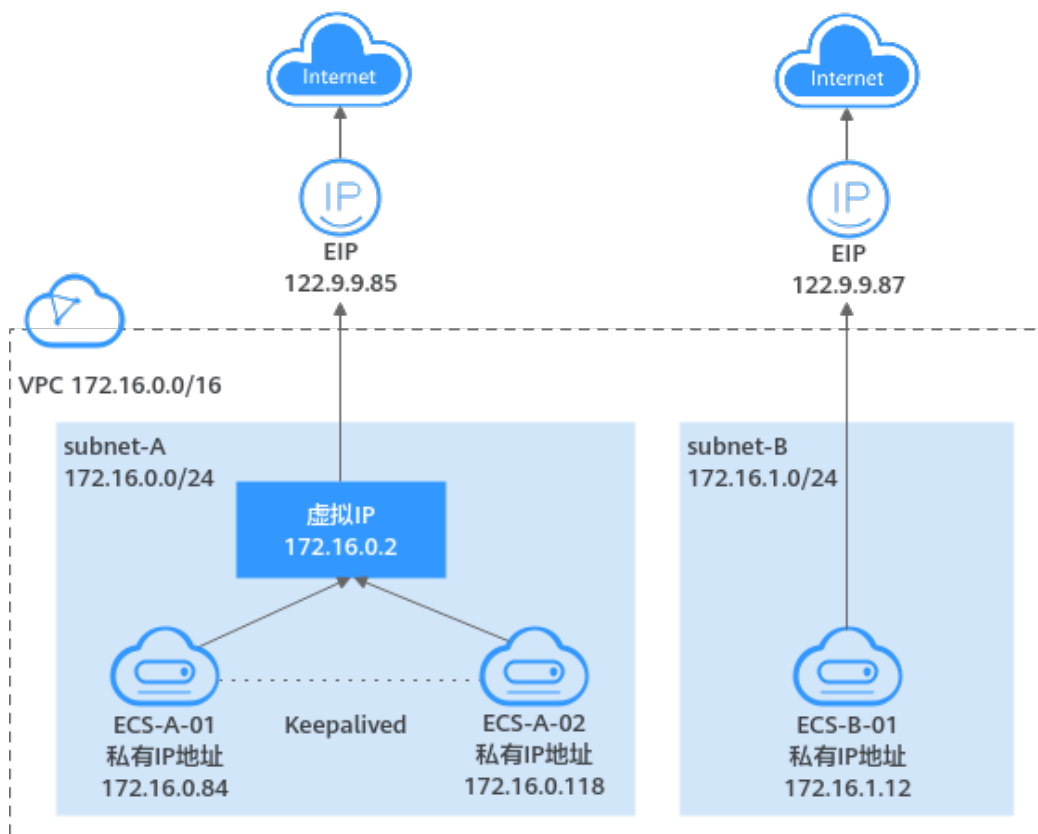 Internet
Internet
IP
IP
EIP
122.9.9.85
EIP
122.9.9.87
VPC 172.16.0.0/16
subnet-A
172.16.0.0/24
虚拟IP
172.16.0.2
subnet-B
172.16.1.0/24
ECS-A-01
私有IP地址
172.16.0.84
Keepalived
ECS-A-02
私有IP地址
172.16.0.118
ECS-B-01
私有IP地址
172.16.1.12